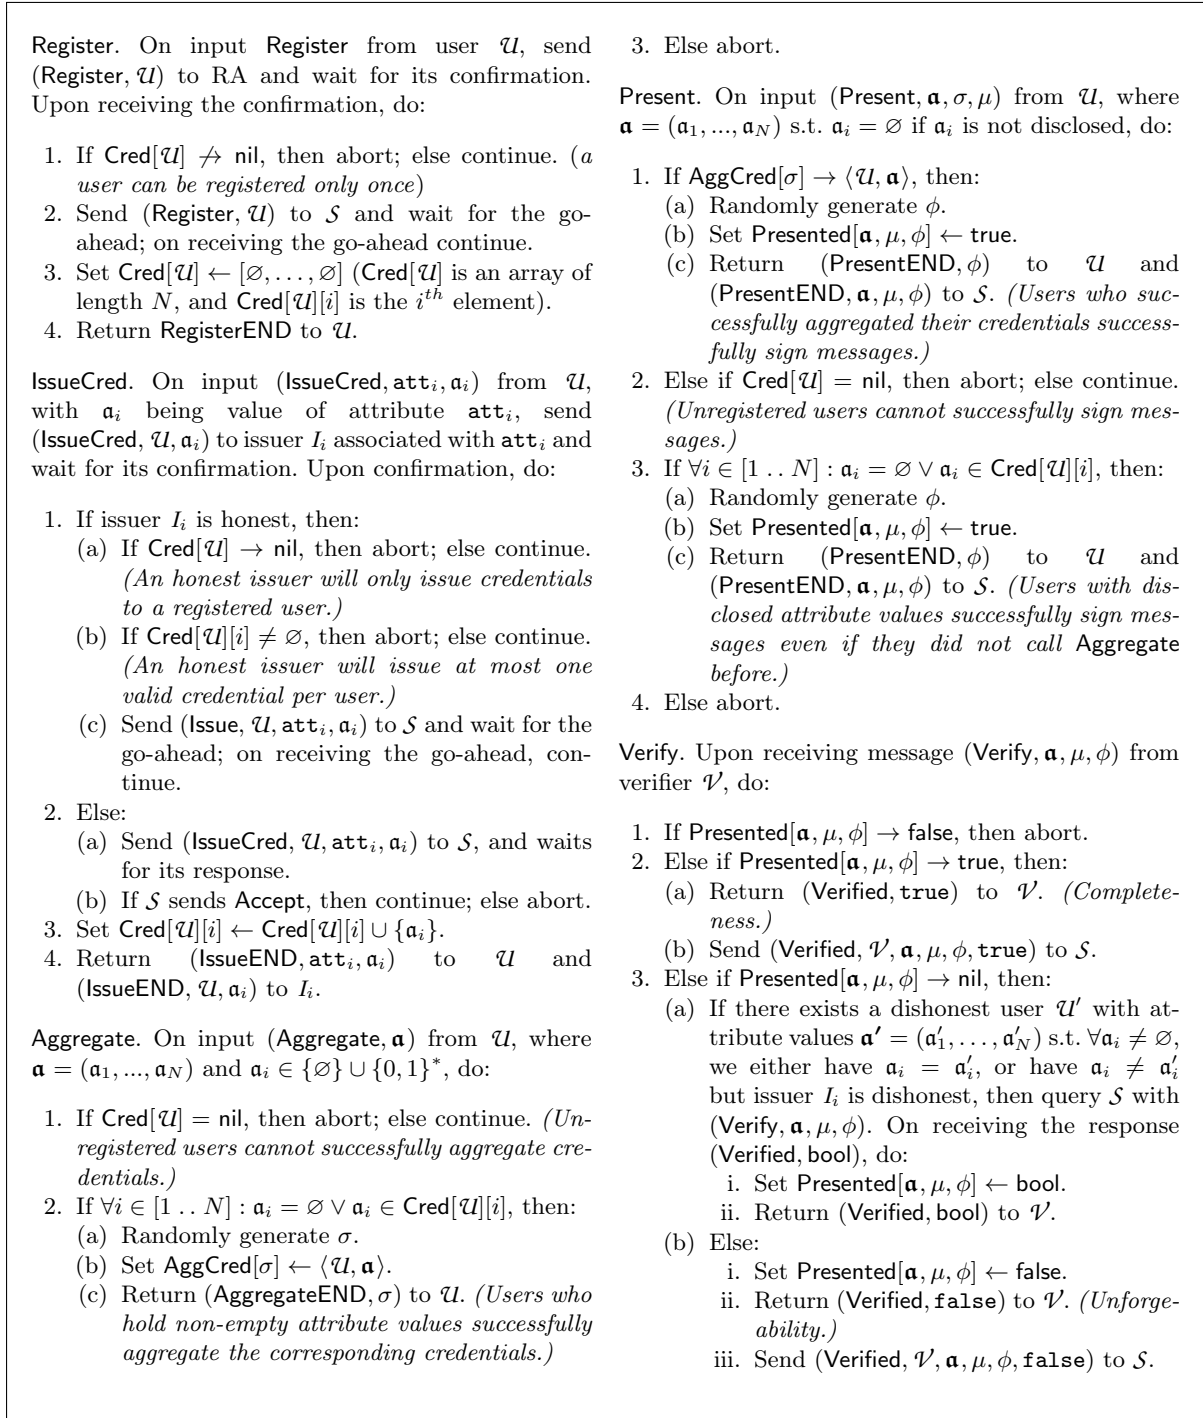 Register. On input Register from user 𝒰, send
(Register, 𝒰) to RA and wait for its confirmation.
Upon receiving the confirmation, do:
1. If Cred[𝒰] ↛ nil, then abort; else continue. (a
user can be registered only once)
2. Send (Register, 𝒰) to 𝒮 and wait for the go-
ahead; on receiving the go-ahead continue.
3. Set Cred[𝒰] ← [∅, . . . , ∅] (Cred[𝒰] is an array of
length N, and Cred[𝒰][i] is the i^th element).
4. Return RegisterEND to 𝒰.
IssueCred. On input (IssueCred, att_i, 𝔞_i) from 𝒰,
with 𝔞_i being value of attribute att_i, send
(IssueCred, 𝒰, 𝔞_i) to issuer I_i associated with att_i and
wait for its confirmation. Upon confirmation, do:
1. If issuer I_i is honest, then:
(a) If Cred[𝒰] → nil, then abort; else continue.
(An honest issuer will only issue credentials
to a registered user.)
(b) If Cred[𝒰][i] ≠ ∅, then abort; else continue.
(An honest issuer will issue at most one
valid credential per user.)
(c) Send (Issue, 𝒰, att_i, 𝔞_i) to 𝒮 and wait for the
go-ahead; on receiving the go-ahead, con-
tinue.
2. Else:
(a) Send (IssueCred, 𝒰, att_i, 𝔞_i) to 𝒮, and waits
for its response.
(b) If 𝒮 sends Accept, then continue; else abort.
3. Set Cred[𝒰][i] ← Cred[𝒰][i] ∪ {𝔞_i}.
4. Return (IssueEND, att_i, 𝔞_i) to 𝒰 and
(IssueEND, 𝒰, 𝔞_i) to I_i.
Aggregate. On input (Aggregate, 𝖆) from 𝒰, where
𝖆 = (𝔞_1, ..., 𝔞_N) and 𝔞_i ∈ {∅} ∪ {0, 1}^*, do:
1. If Cred[𝒰] = nil, then abort; else continue. (Un-
registered users cannot successfully aggregate cre-
dentials.)
2. If ∀i ∈ [1 . . N] : 𝔞_i = ∅ ∨ 𝔞_i ∈ Cred[𝒰][i], then:
(a) Randomly generate σ.
(b) Set AggCred[σ] ← ⟨𝒰, 𝖆⟩.
(c) Return (AggregateEND, σ) to 𝒰. (Users who
hold non-empty attribute values successfully
aggregate the corresponding credentials.)
3. Else abort.
Present. On input (Present, 𝖆, σ, μ) from 𝒰, where
𝖆 = (𝔞_1, ..., 𝔞_N) s.t. 𝔞_i = ∅ if 𝔞_i is not disclosed, do:
1. If AggCred[σ] → ⟨𝒰, 𝖆⟩, then:
(a) Randomly generate ϕ.
(b) Set Presented[𝖆, μ, ϕ] ← true.
(c) Return (PresentEND, ϕ) to 𝒰 and
(PresentEND, 𝖆, μ, ϕ) to 𝒮. (Users who suc-
cessfully aggregated their credentials success-
fully sign messages.)
2. Else if Cred[𝒰] = nil, then abort; else continue.
(Unregistered users cannot successfully sign mes-
sages.)
3. If ∀i ∈ [1 . . N] : 𝔞_i = ∅ ∨ 𝔞_i ∈ Cred[𝒰][i], then:
(a) Randomly generate ϕ.
(b) Set Presented[𝖆, μ, ϕ] ← true.
(c) Return (PresentEND, ϕ) to 𝒰 and
(PresentEND, 𝖆, μ, ϕ) to 𝒮. (Users with dis-
closed attribute values successfully sign mes-
sages even if they did not call Aggregate
before.)
4. Else abort.
Verify. Upon receiving message (Verify, 𝖆, μ, ϕ) from
verifier 𝒱, do:
1. If Presented[𝖆, μ, ϕ] → false, then abort.
2. Else if Presented[𝖆, μ, ϕ] → true, then:
(a) Return (Verified, true) to 𝒱. (Complete-
ness.)
(b) Send (Verified, 𝒱, 𝖆, μ, ϕ, true) to 𝒮.
3. Else if Presented[𝖆, μ, ϕ] → nil, then:
(a) If there exists a dishonest user 𝒰′ with at-
tribute values 𝖆′ = (𝔞′_1, . . . , 𝔞′_N) s.t. ∀𝔞_i ≠ ∅,
we either have 𝔞_i = 𝔞′_i, or have 𝔞_i ≠ 𝔞′_i
but issuer I_i is dishonest, then query 𝒮 with
(Verify, 𝖆, μ, ϕ). On receiving the response
(Verified, bool), do:
i. Set Presented[𝖆, μ, ϕ] ← bool.
ii. Return (Verified, bool) to 𝒱.
(b) Else:
i. Set Presented[𝖆, μ, ϕ] ← false.
ii. Return (Verified, false) to 𝒱. (Unforge-
ability.)
iii. Send (Verified, 𝒱, 𝖆, μ, ϕ, false) to 𝒮.